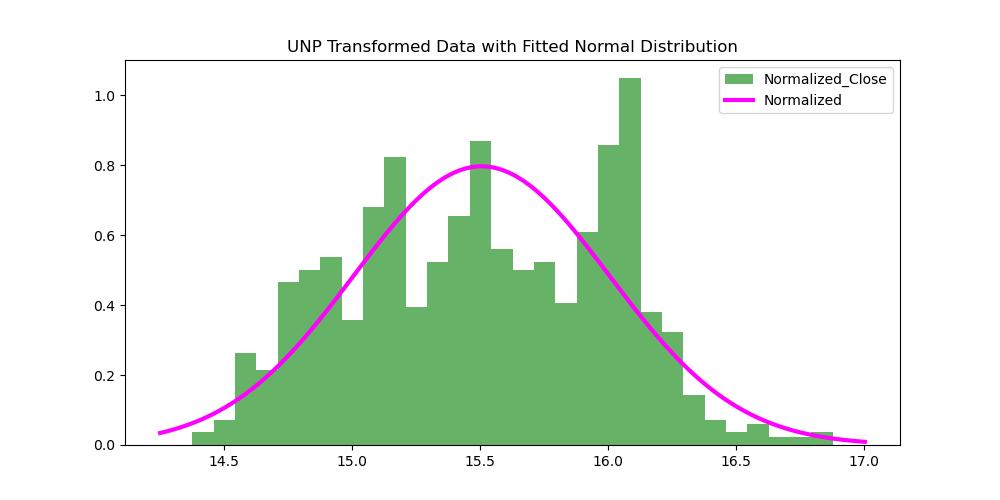 UNP Transformed Data with Fitted Normal Distribution
Normalized_Close
Normalized
1.0
0.8
0.6
0.4
0.2
0.0
14.5 15.0 15.5 16.0 16.5 17.0